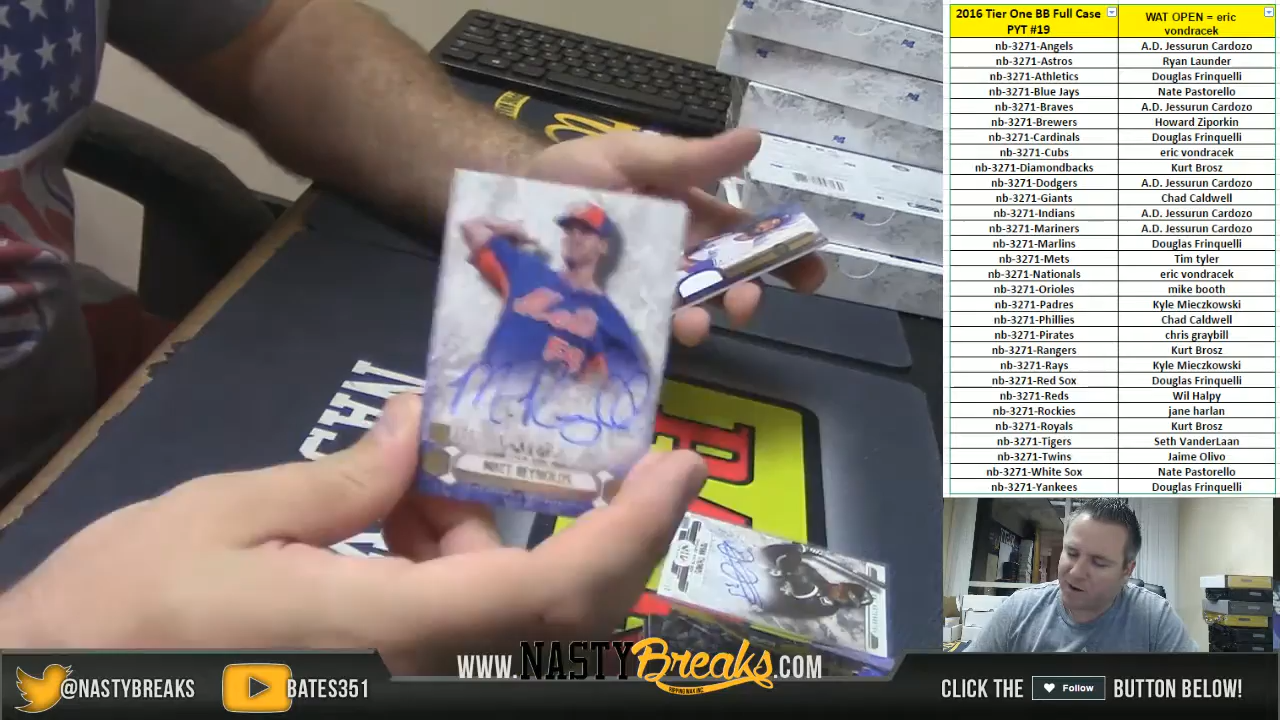 2016 Tier One BB Full Case PYT #19
WAT OPEN = eric vondracek
nb-3271-Angels A.D. Jessurun Cardozo
nb-3271-Astros Ryan Launder
nb-3271-Athletics Douglas Frinquelli
nb-3271-Blue Jays Nate Pastorello
nb-3271-Braves A.D. Jessurun Cardozo
nb-3271-Brewers Howard Ziporkin
nb-3271-Cardinals Douglas Frinquelli
nb-3271-Cubs eric vondracek
nb-3271-Diamondbacks Kurt Brosz
nb-3271-Dodgers A.D. Jessurun Cardozo
nb-3271-Giants Chad Caldwell
nb-3271-Indians A.D. Jessurun Cardozo
nb-3271-Mariners A.D. Jessurun Cardozo
nb-3271-Marlins Douglas Frinquelli
nb-3271-Mets Tim tyler
nb-3271-Nationals eric vondracek
nb-3271-Orioles mike booth
nb-3271-Padres Kyle Mieczkowski
nb-3271-Phillies Chad Caldwell
nb-3271-Pirates chris graybill
nb-3271-Rangers Kurt Brosz
nb-3271-Rays Kyle Mieczkowski
nb-3271-Red Sox Douglas Frinquelli
nb-3271-Reds Wil Halpy
nb-3271-Rockies jane harlan
nb-3271-Royals Kurt Brosz
nb-3271-Tigers Seth VanderLaan
nb-3271-Twins Jaime Olivo
nb-3271-White Sox Nate Pastorello
nb-3271-Yankees Douglas Frinquelli
REYNOLDS
@NASTYBREAKS
BATES351
WWW.NASTYBreaks.COM
RIPPING WAX INC
CLICK THE Follow BUTTON BELOW!